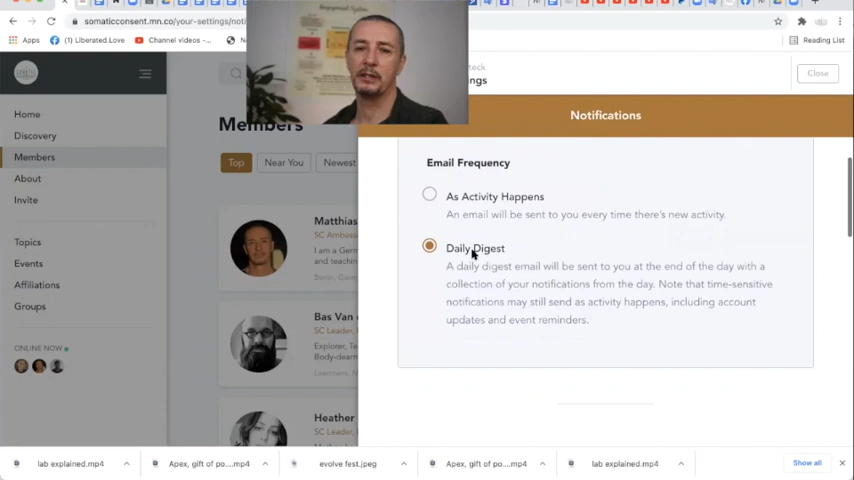 somaticconsent.mn.co/your-settings/noti
Reading List
Apps
(1) Liberated.Love
Channel videos -...
Close
Notifications
Home
Discovery
Members
About
Invite
Topics
Events
Affiliations
Groups
ONLINE NOW
Members
Top
Near You
Newest
Matthias
SC Ambass
I am a Germ
and teaching
Berlin, Germ
Bas Van
SC Leader, F
Explorer, Te
Body-dearm
Heather
SC Leader, F
Email Frequency
As Activity Happens
An email will be sent to you every time there's new activity.
Daily Digest
A daily digest email will be sent to you at the end of the day with a
collection of your notifications from the day. Note that time-sensitive
notifications may still send as activity happens, including account
updates and event reminders.
lab explained.mp4
Apex, gift of po....mp4
evolve fest.jpeg
Apex, gift of po....mp4
lab explained.mp4
Show all